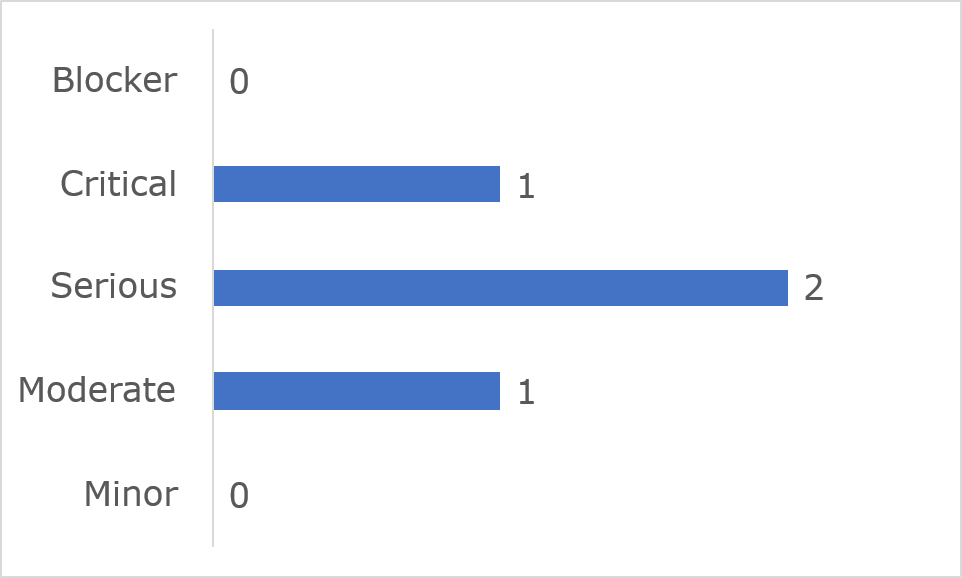 Blocker 0
Critical 1
Serious 2
Moderate 1
Minor 0